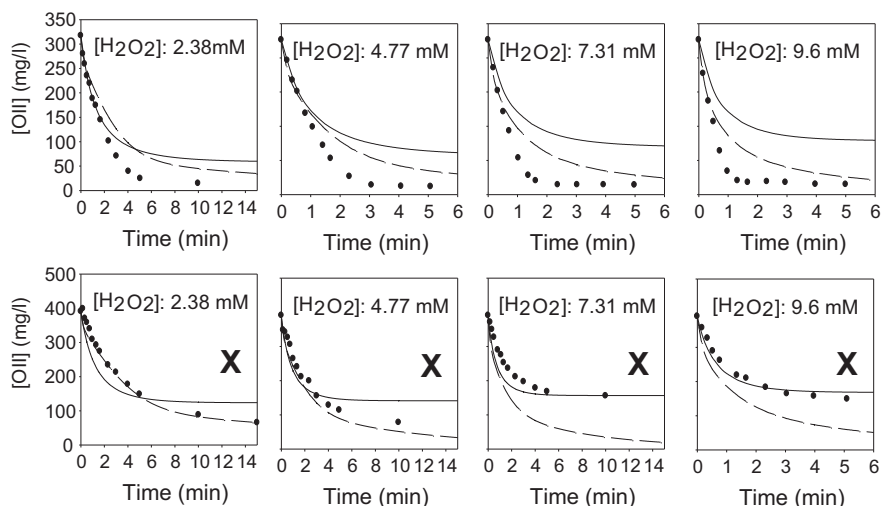 [H2O2]: 2.38mM
[H2O2]: 4.77 mM
[H2O2]: 7.31 mM
[H2O2]: 9.6 mM
[OII] (mg/l)
350
300
250
200
150
100
50
0
0 2 4 6 8 10 12 14
0 1 2 3 4 5 6
0 1 2 3 4 5 6
0 1 2 3 4 5 6
Time (min)
Time (min)
Time (min)
Time (min)
[H2O2]: 2.38 mM
[H2O2]: 4.77 mM
[H2O2]: 7.31 mM
[H2O2]: 9.6 mM
X
X
X
X
[OII] (mg/l)
500
400
300
200
100
0
0 2 4 6 8 10 12 14
0 2 4 6 8 10 12 14
0 2 4 6 8 10 12 14
0 1 2 3 4 5 6
Time (min)
Time (min)
Time (min)
Time (min)